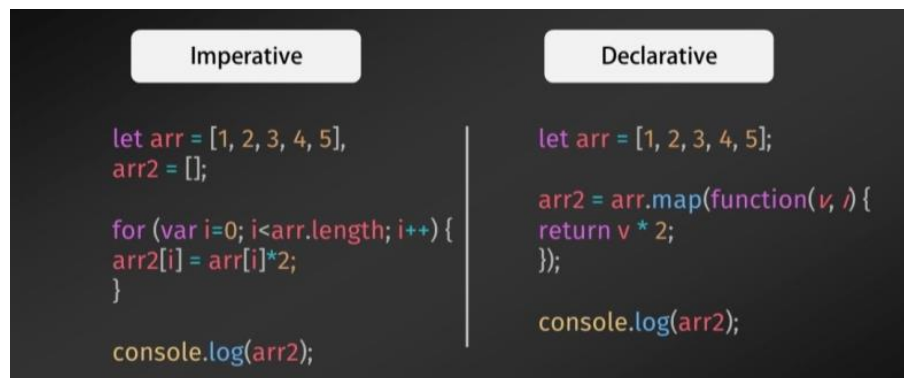 Imperative
let arr = [1, 2, 3, 4, 5],
arr2 = [];
for (var i=0; i<arr.length; i++) {
arr2[i] = arr[i]*2;
}
console.log(arr2);
Declarative
let arr = [1, 2, 3, 4, 5];
arr2 = arr.map(function(v, i) {
return v * 2;
});
console.log(arr2);